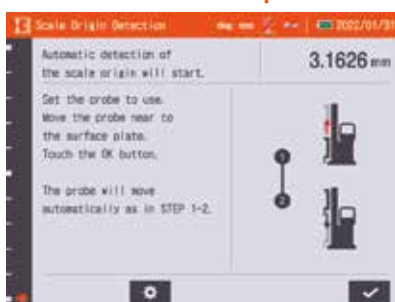 Scale Origin Detection
2022/01/31
Automatic detection of
the scale origin will start.
3.1626 mm
Set the probe to use.
Move the probe near to
the surface plate.
Touch the OK button.
The probe will move
automatically as in STEP 1-2.
1
2